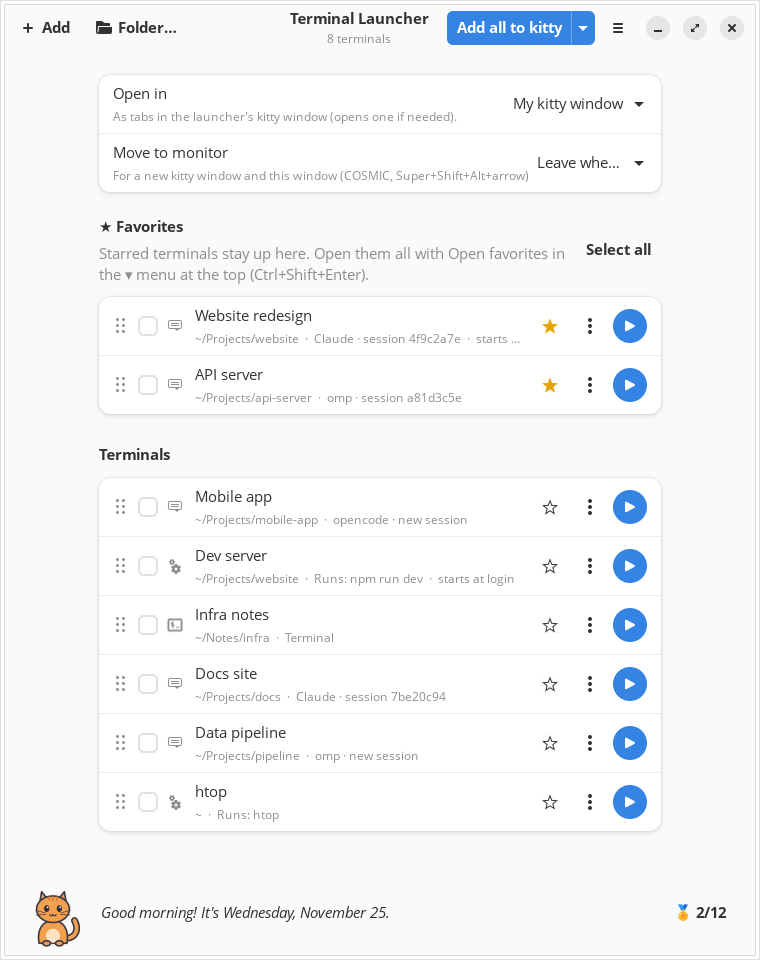 Add
Folder...
Terminal Launcher
8 terminals
Add all to kitty
Open in
As tabs in the launcher's kitty window (opens one if needed).
My kitty window
Move to monitor
For a new kitty window and this window (COSMIC, Super+Shift+Alt+arrow)
Leave whe...
★ Favorites
Starred terminals stay up here. Open them all with Open favorites in
the ▾ menu at the top (Ctrl+Shift+Enter).
Select all
Website redesign
~/Projects/website · Claude · session 4f9c2a7e · starts ...
API server
~/Projects/api-server · omp · session a81d3c5e
Terminals
Mobile app
~/Projects/mobile-app · opencode · new session
Dev server
~/Projects/website · Runs: npm run dev · starts at login
Infra notes
~/Notes/infra · Terminal
Docs site
~/Projects/docs · Claude · session 7be20c94
Data pipeline
~/Projects/pipeline · omp · new session
htop
~ · Runs: htop
Good morning! It's Wednesday, November 25.
🏅 2/12